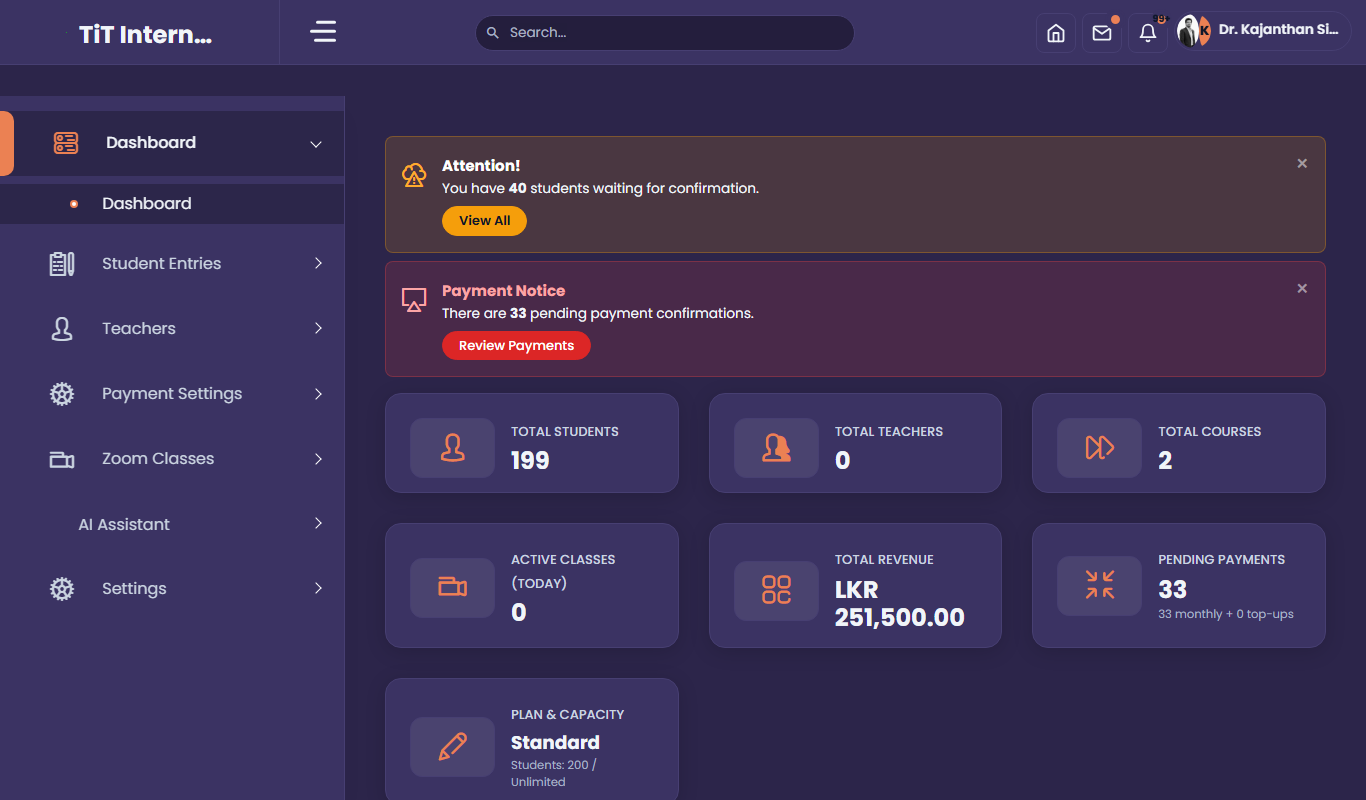 TiT Intern...
Search...
99+
K
Dr. Kajanthan Si...
Dashboard
Dashboard
Student Entries
Teachers
Payment Settings
Zoom Classes
AI Assistant
Settings
Attention!
You have 40 students waiting for confirmation.
View All
Payment Notice
There are 33 pending payment confirmations.
Review Payments
TOTAL STUDENTS
199
TOTAL TEACHERS
0
TOTAL COURSES
2
ACTIVE CLASSES
(TODAY)
0
TOTAL REVENUE
LKR
251,500.00
PENDING PAYMENTS
33
33 monthly + 0 top-ups
PLAN & CAPACITY
Standard
Students: 200 /
Unlimited